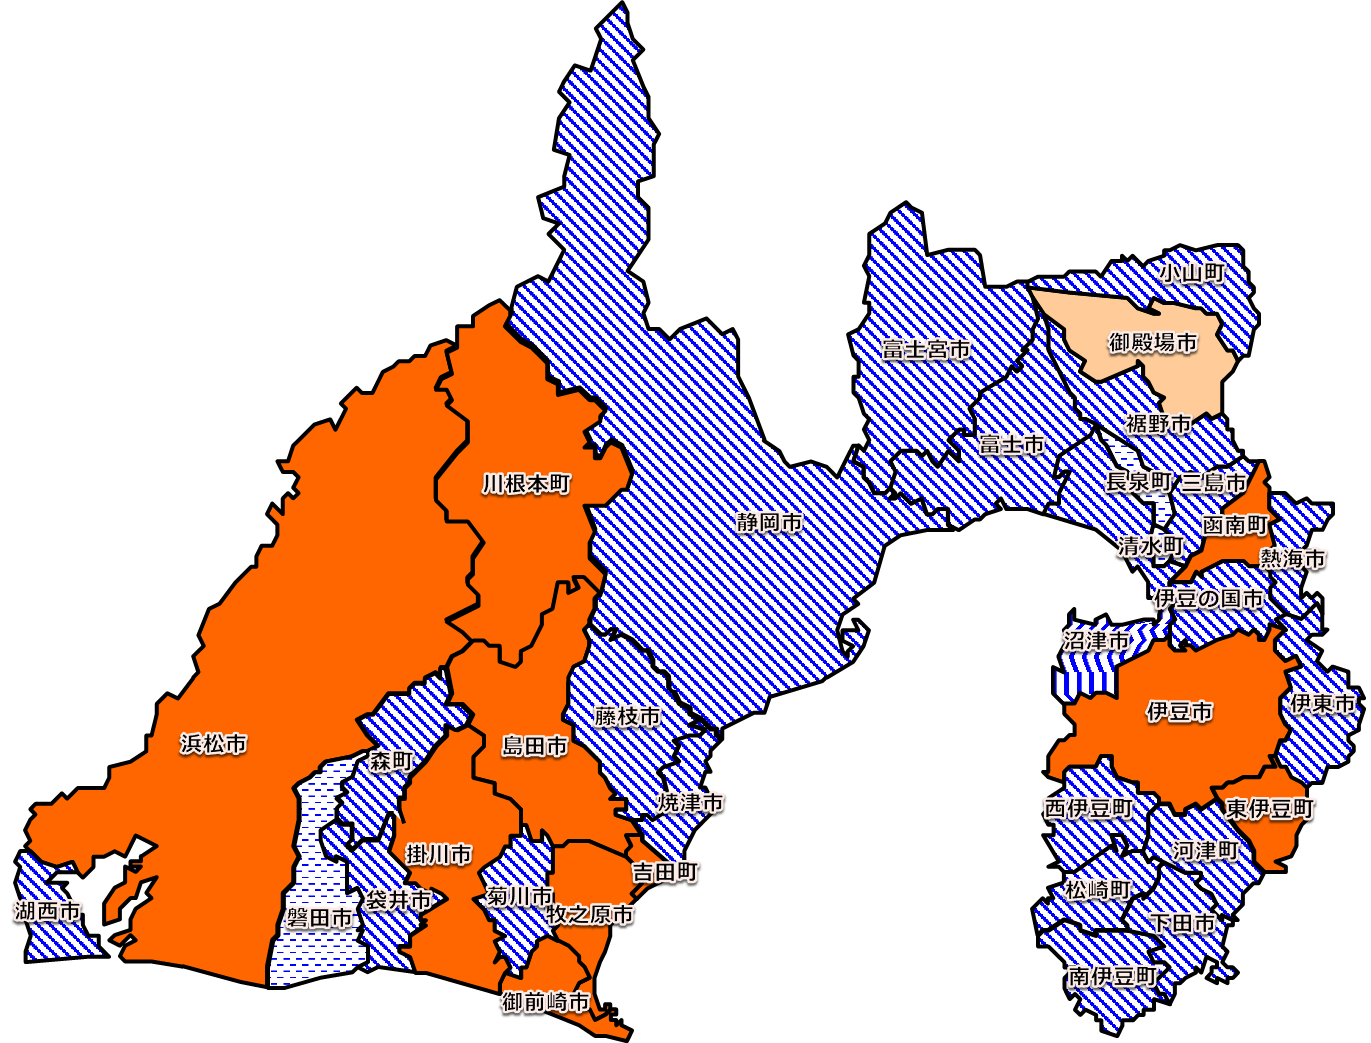 小山町
御殿場市
富士宮市
裾野市
富士市
川根本町
長泉町
三島市
静岡市
函南町
清水町
熱海市
伊豆の国市
沼津市
伊東市
伊豆市
藤枝市
浜松市
島田市
森町
焼津市
西伊豆町
東伊豆町
掛川市
河津町
吉田町
松崎町
菊川市
袋井市
湖西市
牧之原市
磐田市
下田市
南伊豆町
御前崎市